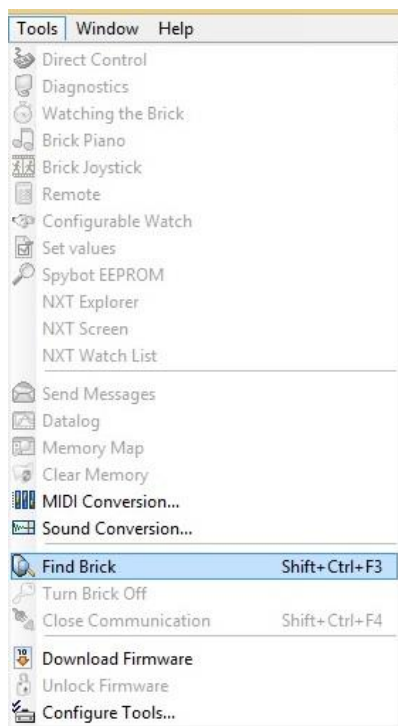 Tools Window Help
Direct Control
Diagnostics
Watching the Brick
Brick Piano
Brick Joystick
Remote
Configurable Watch
Set values
Spybot EEPROM
NXT Explorer
NXT Screen
NXT Watch List
Send Messages
Datalog
Memory Map
Clear Memory
MIDI Conversion...
Sound Conversion...
Find Brick Shift+Ctrl+F3
Turn Brick Off
Close Communication Shift+Ctrl+F4
Download Firmware
Unlock Firmware
Configure Tools...